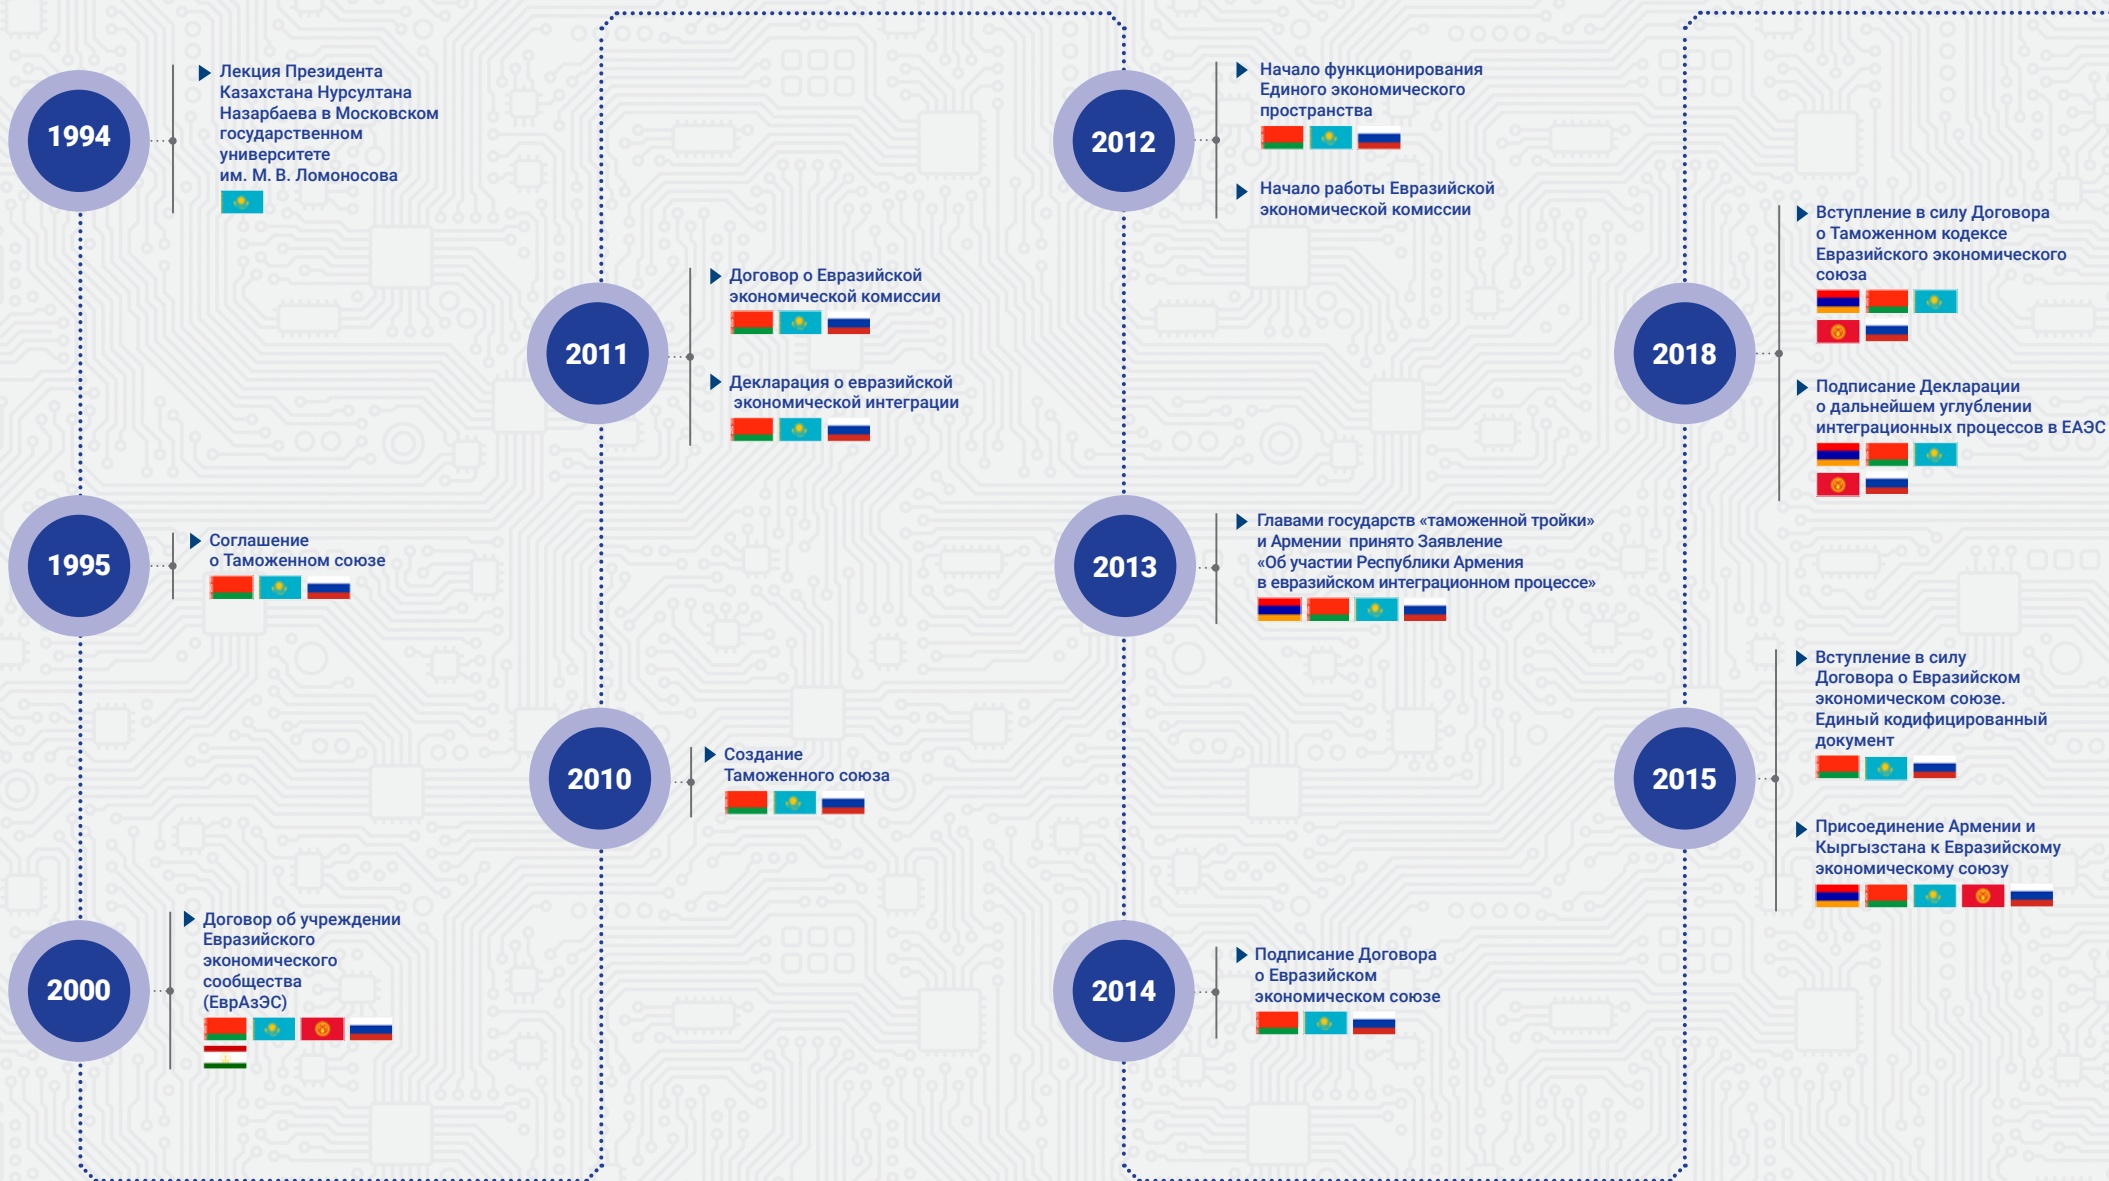 1994
Лекция Президента
Казахстана Нурсултана
Назарбаева в Московском
государственном
университете
им. М. В. Ломоносова
1995
Соглашение
о Таможенном союзе
2000
Договор об учреждении
Евразийского
экономического
сообщества
(ЕврАзЭС)
2010
Создание
Таможенного союза
2011
Договор о Евразийской
экономической комиссии
Декларация о евразийской
экономической интеграции
2012
Начало функционирования
Единого экономического
пространства
Начало работы Евразийской
экономической комиссии
2013
Главами государств «таможенной тройки»
и Армении принято Заявление
«Об участии Республики Армения
в евразийском интеграционном процессе»
2014
Подписание Договора
о Евразийском
экономическом союзе
2015
Вступление в силу
Договора о Евразийском
экономическом союзе.
Единый кодифицированный
документ
Присоединение Армении и
Кыргызстана к Евразийскому
экономическому союзу
2018
Вступление в силу Договора
о Таможенном кодексе
Евразийского экономического
союза
Подписание Декларации
о дальнейшем углублении
интеграционных процессов в ЕАЭС